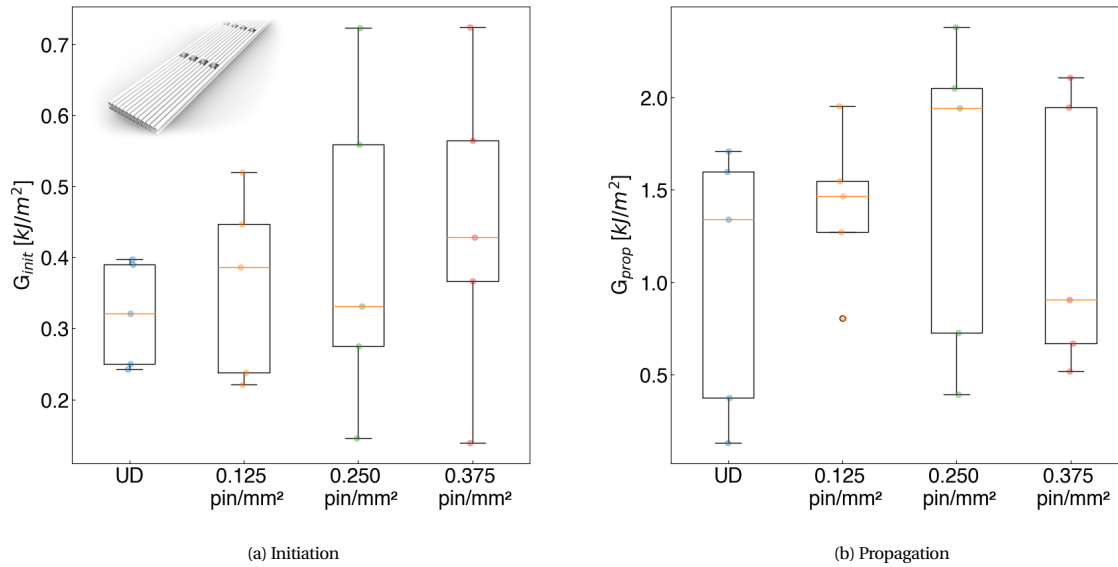 0.7
0.6
0.5
0.4
0.3
0.2
G_init [kJ/m²]
UD
0.125
pin/mm²
0.250
pin/mm²
0.375
pin/mm²
(a) Initiation
2.0
1.5
1.0
0.5
G_prop [kJ/m²]
UD
0.125
pin/mm²
0.250
pin/mm²
0.375
pin/mm²
(b) Propagation